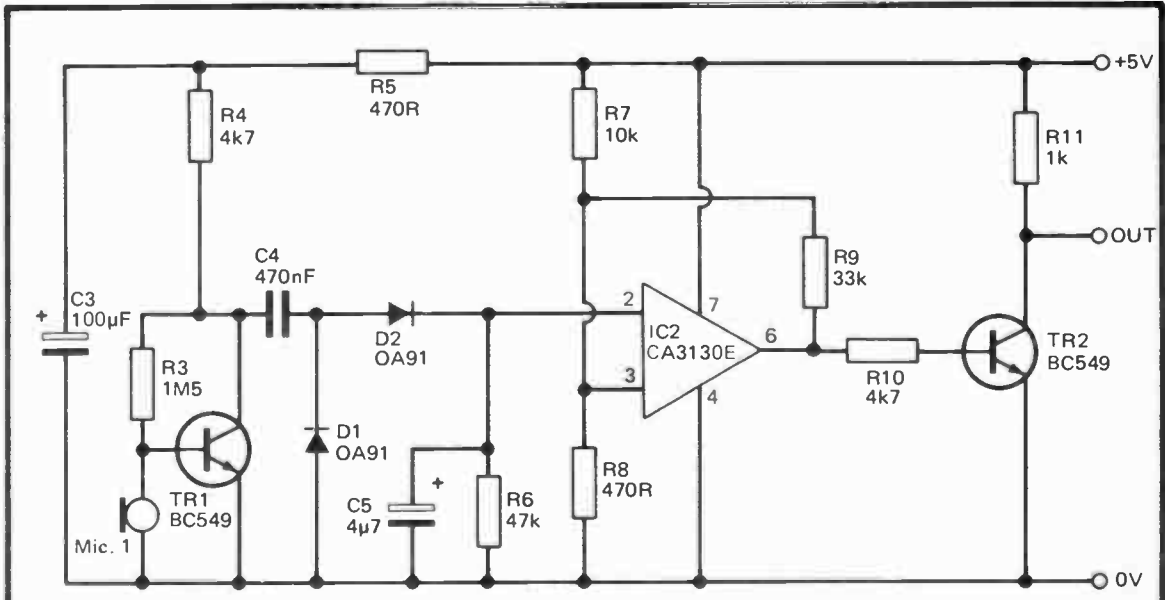 +5V
R5
470R
R4
4k7
R7
10k
R11
1k
OUT
C4
470nF
R9
33k
+
C3
100µF
2
7
D2
OA91
IC2
CA3130E
6
TR2
BC549
R3
1M5
3
4
R10
4k7
D1
OA91
R8
470R
+
TR1
BC549
C5
4µ7
R6
47k
Mic. 1
0V